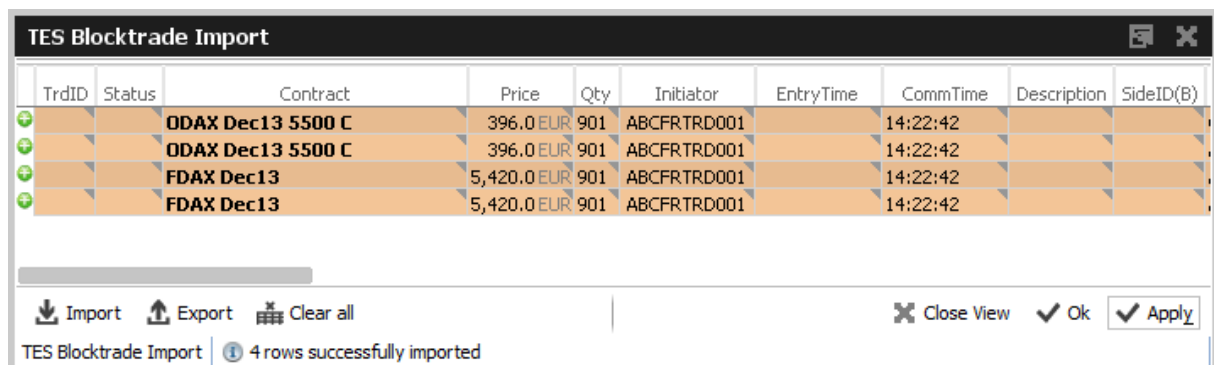 TES Blocktrade Import
TrdID Status Contract Price Qty Initiator EntryTime CommTime Description SideID(B)
ODAX Dec13 5500 C 396.0 EUR 901 ABCFRTRD001 14:22:42
ODAX Dec13 5500 C 396.0 EUR 901 ABCFRTRD001 14:22:42
FDAX Dec13 5,420.0 EUR 901 ABCFRTRD001 14:22:42
FDAX Dec13 5,420.0 EUR 901 ABCFRTRD001 14:22:42
Import Export Clear all Close View Ok Apply
TES Blocktrade Import 4 rows successfully imported